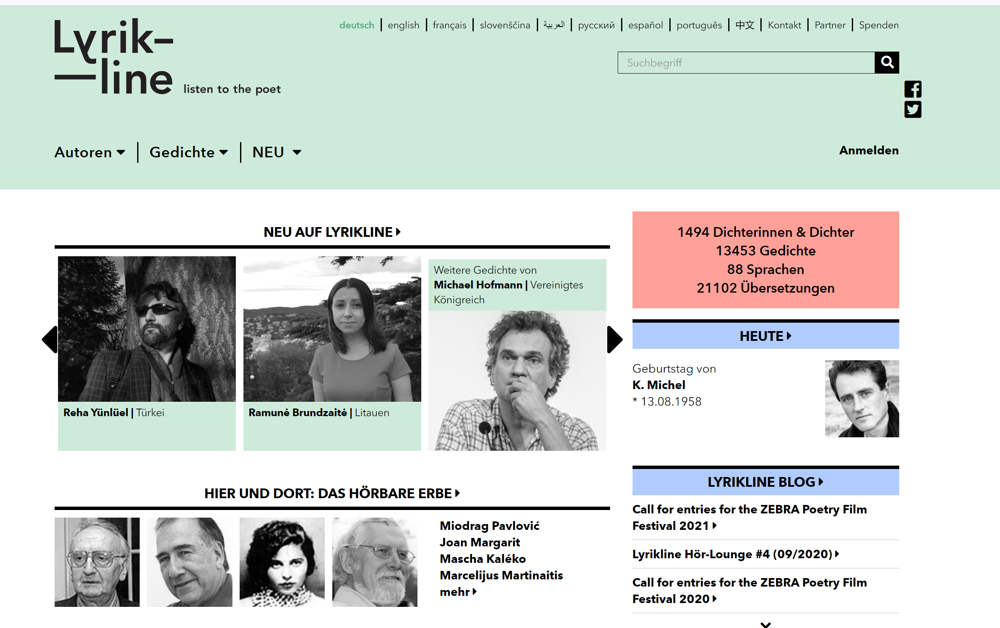 Lyrik–
—line listen to the poet
deutsch | english | français | slovenščina | العربية | русский | español | português | 中文 | Kontakt | Partner | Spenden
Suchbegriff
Autoren | Gedichte | NEU
Anmelden
NEU AUF LYRIKLINE
Reha Yünlüel | Türkei
Ramunė Brundzaitė | Litauen
Weitere Gedichte von
Michael Hofmann | Vereinigtes
Königreich
HIER UND DORT: DAS HÖRBARE ERBE
Miodrag Pavlović
Joan Margarit
Mascha Kaléko
Marcelijus Martinaitis
mehr
1494 Dichterinnen & Dichter
13453 Gedichte
88 Sprachen
21102 Übersetzungen
HEUTE
Geburtstag von
K. Michel
* 13.08.1958
LYRIKLINE BLOG
Call for entries for the ZEBRA Poetry Film
Festival 2021
Lyrikline Hör-Lounge #4 (09/2020)
Call for entries for the ZEBRA Poetry Film
Festival 2020